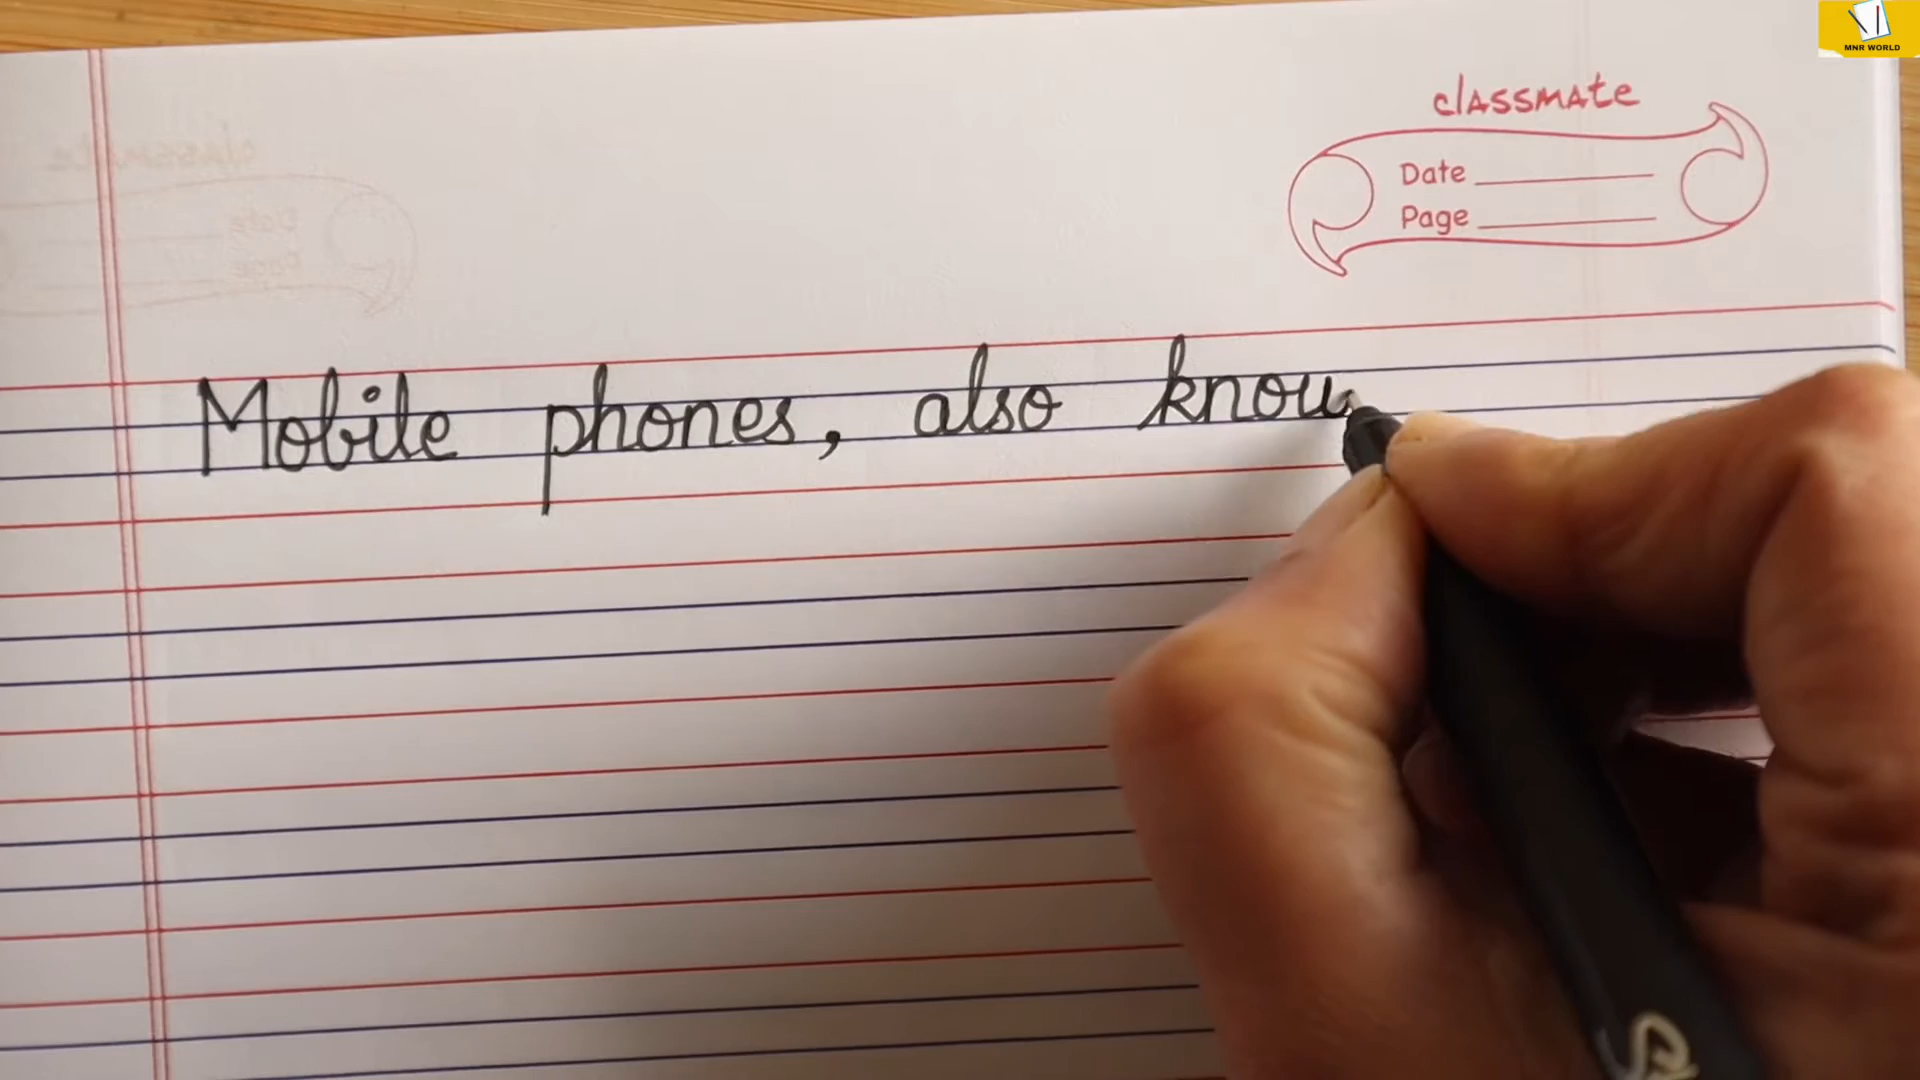 MNR WORLD
classmate
Date
Page
Mobile phones, also know